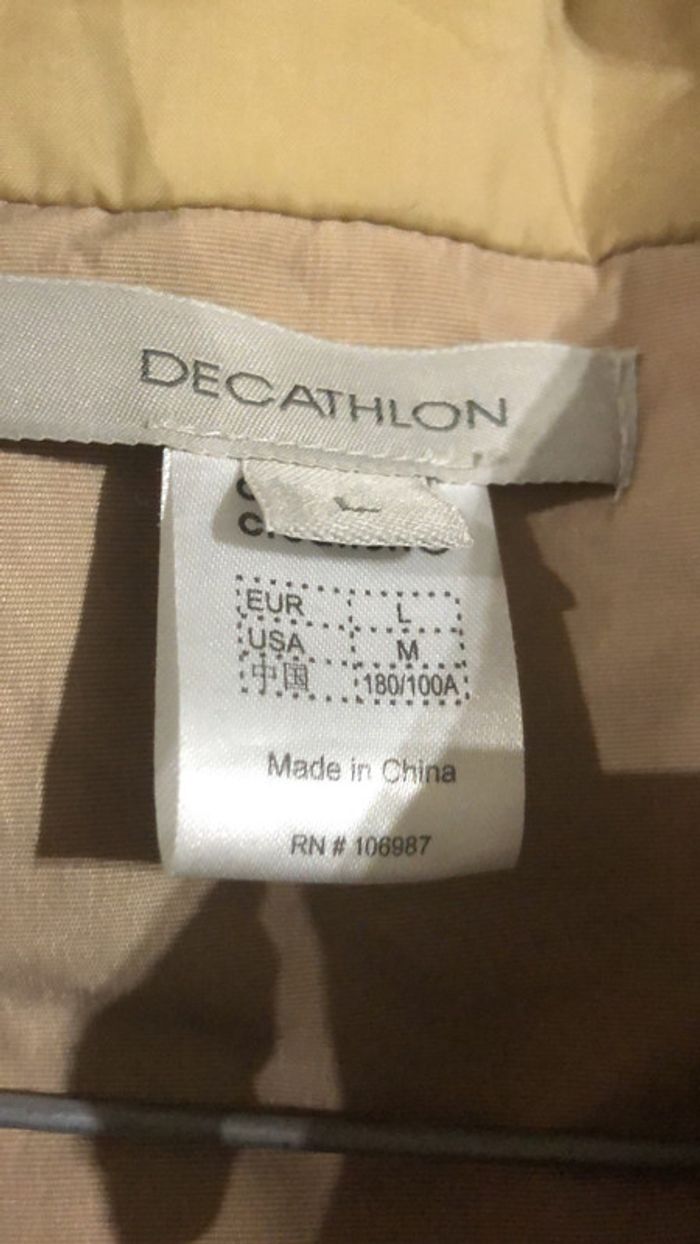 DECATHLON
L
EUR L
USA M
中国 180/100A
Made in China
RN # 106987